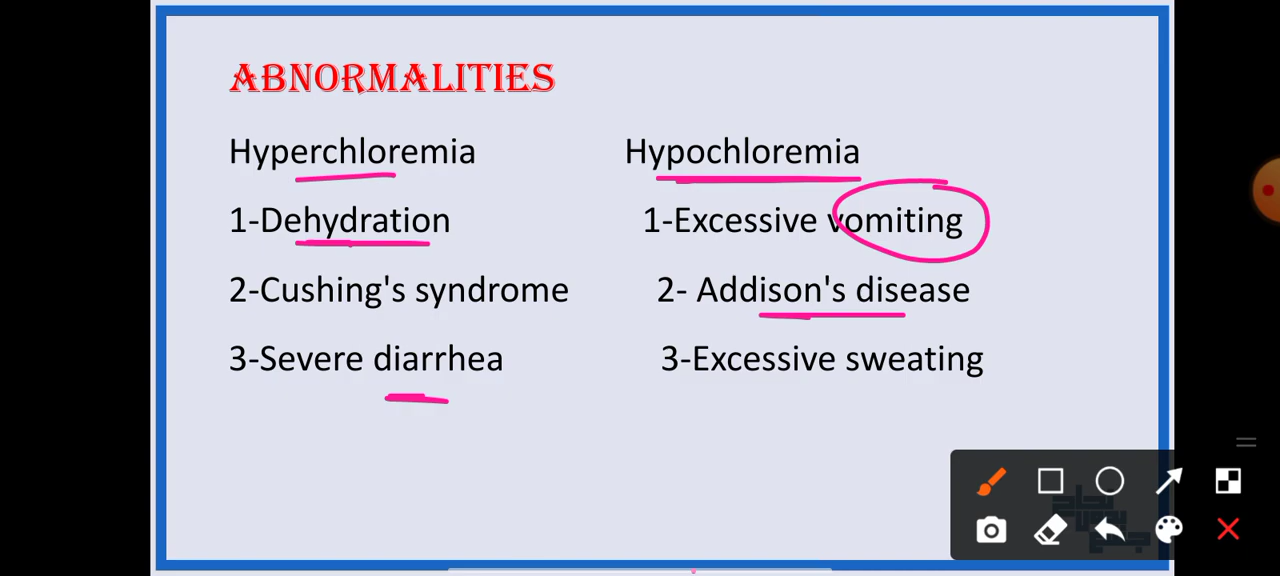 ABNORMALITIES
Hyperchloremia Hypochloremia
1-Dehydration 1-Excessive vomiting
2-Cushing's syndrome 2- Addison's disease
3-Severe diarrhea 3-Excessive sweating